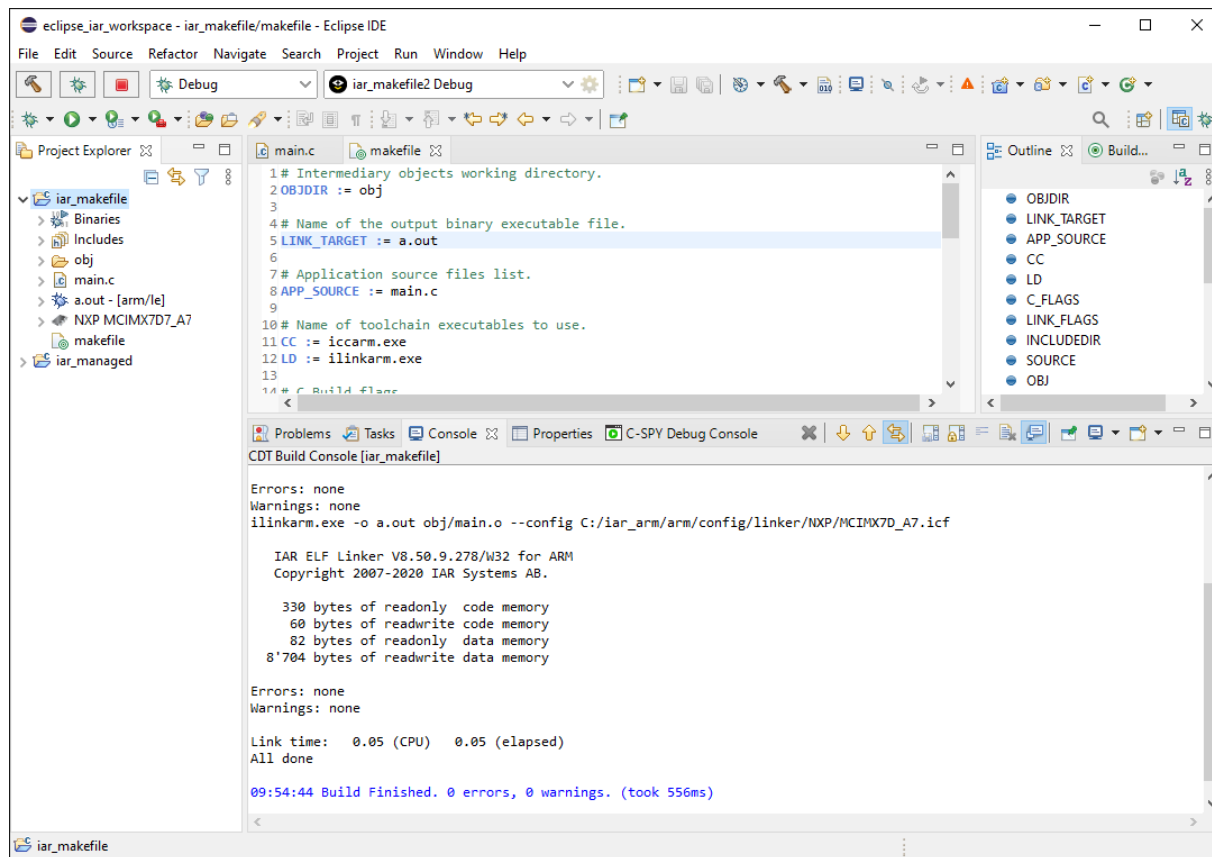 eclipse_iar_workspace - iar_makefile/makefile - Eclipse IDE
File Edit Source Refactor Navigate Search Project Run Window Help
Debug
iar_makefile2 Debug
Project Explorer
iar_makefile
Binaries
Includes
obj
main.c
a.out - [arm/le]
NXP MCIMX7D7_A7
makefile
iar_managed
main.c
makefile
1 # Intermediary objects working directory.
2 OBJDIR := obj
3
4 # Name of the output binary executable file.
5 LINK_TARGET := a.out
6
7 # Application source files list.
8 APP_SOURCE := main.c
9
10 # Name of toolchain executables to use.
11 CC := iccarm.exe
12 LD := ilinkarm.exe
13
14 # C Build flags
Outline
Build...
OBJDIR
LINK_TARGET
APP_SOURCE
CC
LD
C_FLAGS
LINK_FLAGS
INCLUDEDIR
SOURCE
OBJ
Problems Tasks Console Properties C-SPY Debug Console
CDT Build Console [iar_makefile]
Errors: none
Warnings: none
ilinkarm.exe -o a.out obj/main.o --config C:/iar_arm/arm/config/linker/NXP/MCIMX7D_A7.icf
IAR ELF Linker V8.50.9.278/W32 for ARM
Copyright 2007-2020 IAR Systems AB.
330 bytes of readonly code memory
60 bytes of readwrite code memory
82 bytes of readonly data memory
8'704 bytes of readwrite data memory
Errors: none
Warnings: none
Link time: 0.05 (CPU) 0.05 (elapsed)
All done
09:54:44 Build Finished. 0 errors, 0 warnings. (took 556ms)
iar_makefile